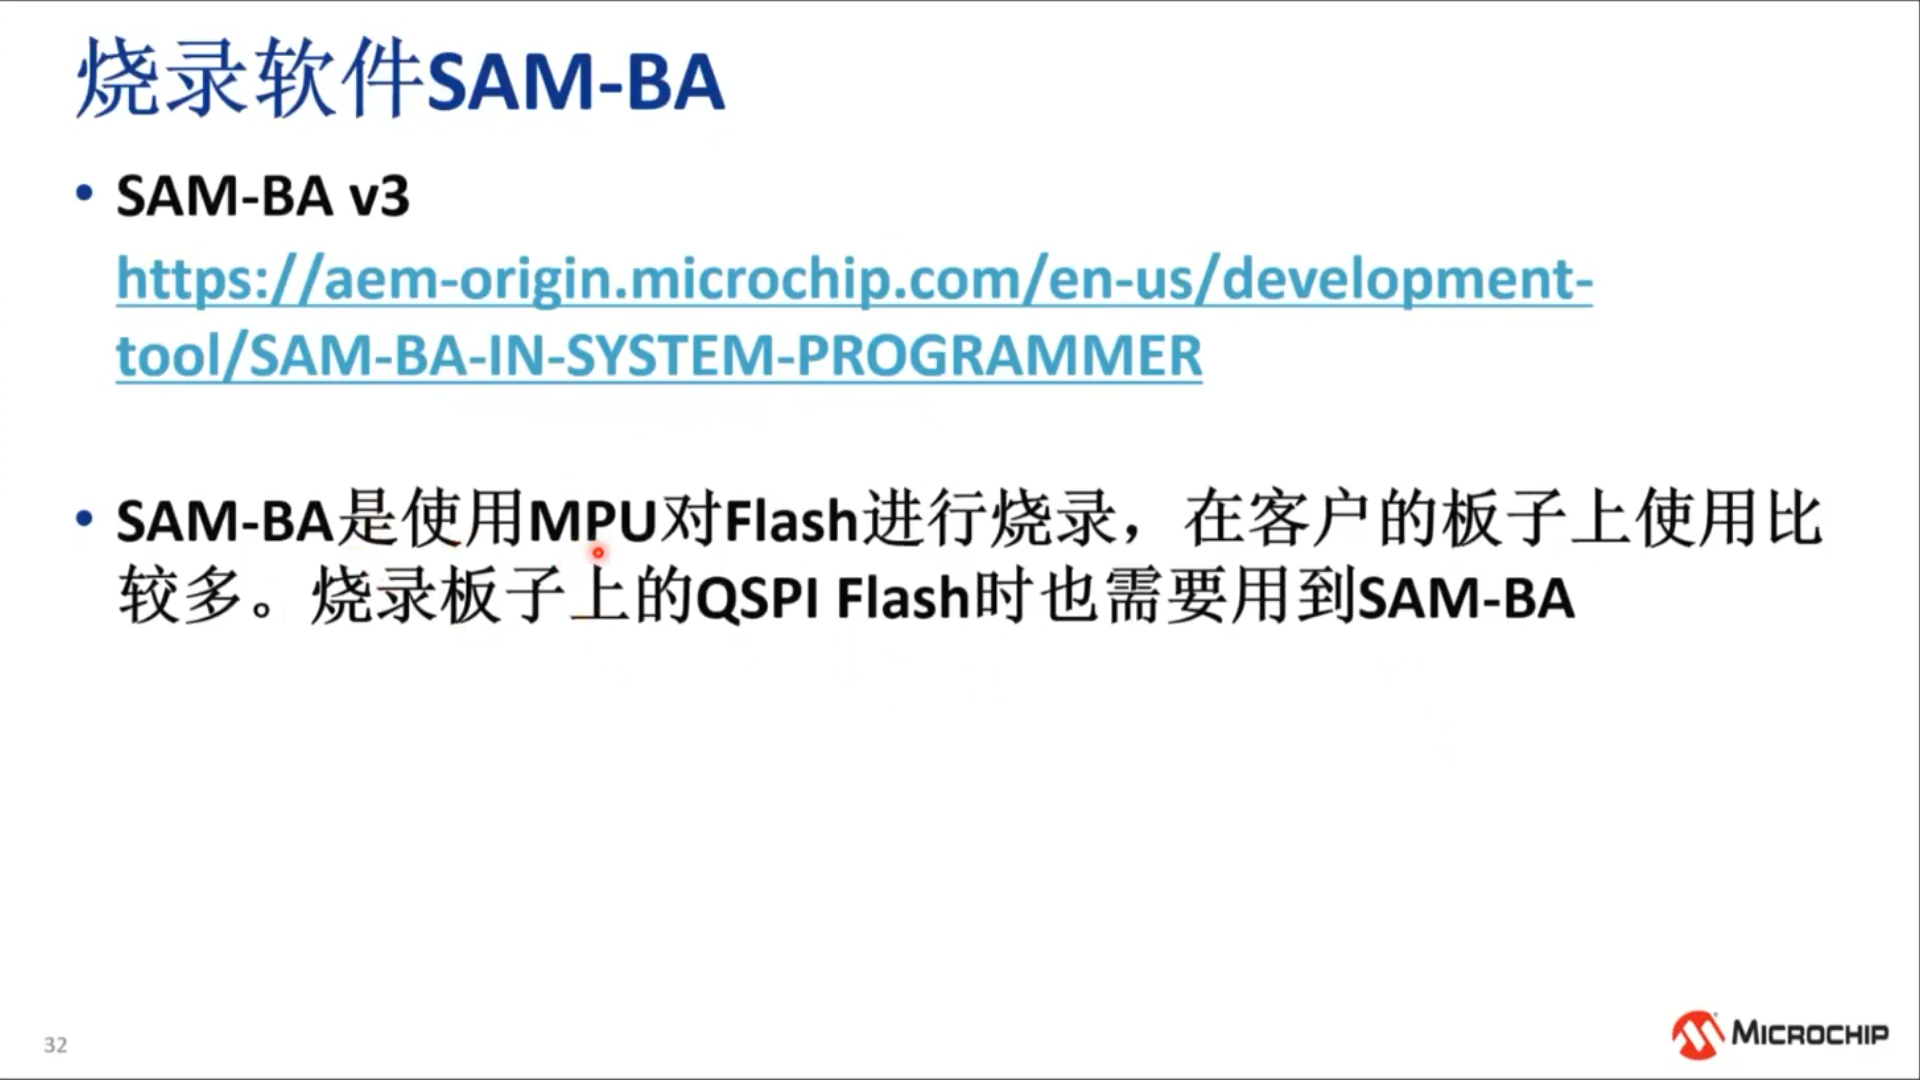 烧录软件SAM-BA
• SAM-BA v3
https://aem-origin.microchip.com/en-us/development-
tool/SAM-BA-IN-SYSTEM-PROGRAMMER
• SAM-BA是使用MPU对Flash进行烧录，在客户的板子上使用比
较多。烧录板子上的QSPI Flash时也需要用到SAM-BA
32
MICROCHIP